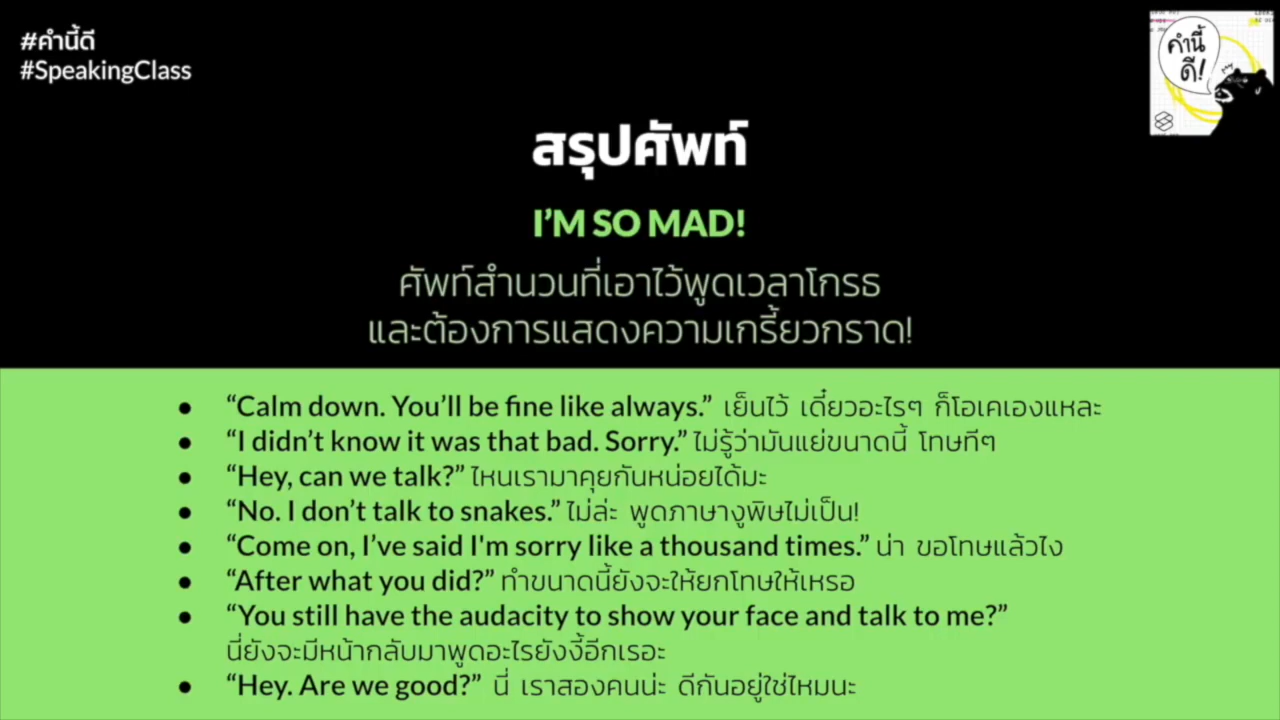 #คำนี้ดี
#SpeakingClass
คำนี้
ดี!
สรุปศัพท์
I'M SO MAD!
ศัพท์สำนวนที่เอาไว้พูดเวลาโกรธ
และต้องการแสดงความเกรี้ยวกราด!
● “Calm down. You'll be fine like always.” เย็นไว้ เดี๋ยวอะไรๆ ก็โอเคเองแหละ
● “I didn't know it was that bad. Sorry.” ไม่รู้ว่ามันแย่ขนาดนี้ โทษทีๆ
● “Hey, can we talk?” ไหนเรามาคุยกันหน่อยได้มะ
● “No. I don't talk to snakes.” ไม่ล่ะ พูดภาษางูพิษไม่เป็น!
● “Come on, I've said I'm sorry like a thousand times.” น่า ขอโทษแล้วไง
● “After what you did?” ทำขนาดนี้ยังจะให้ยกโทษให้เหรอ
● “You still have the audacity to show your face and talk to me?”
นี่ยังจะมีหน้ากลับมาพูดอะไรยังงี้อีกเรอะ
● “Hey. Are we good?” นี่ เราสองคนน่ะ ดีกันอยู่ใช่ไหมนะ